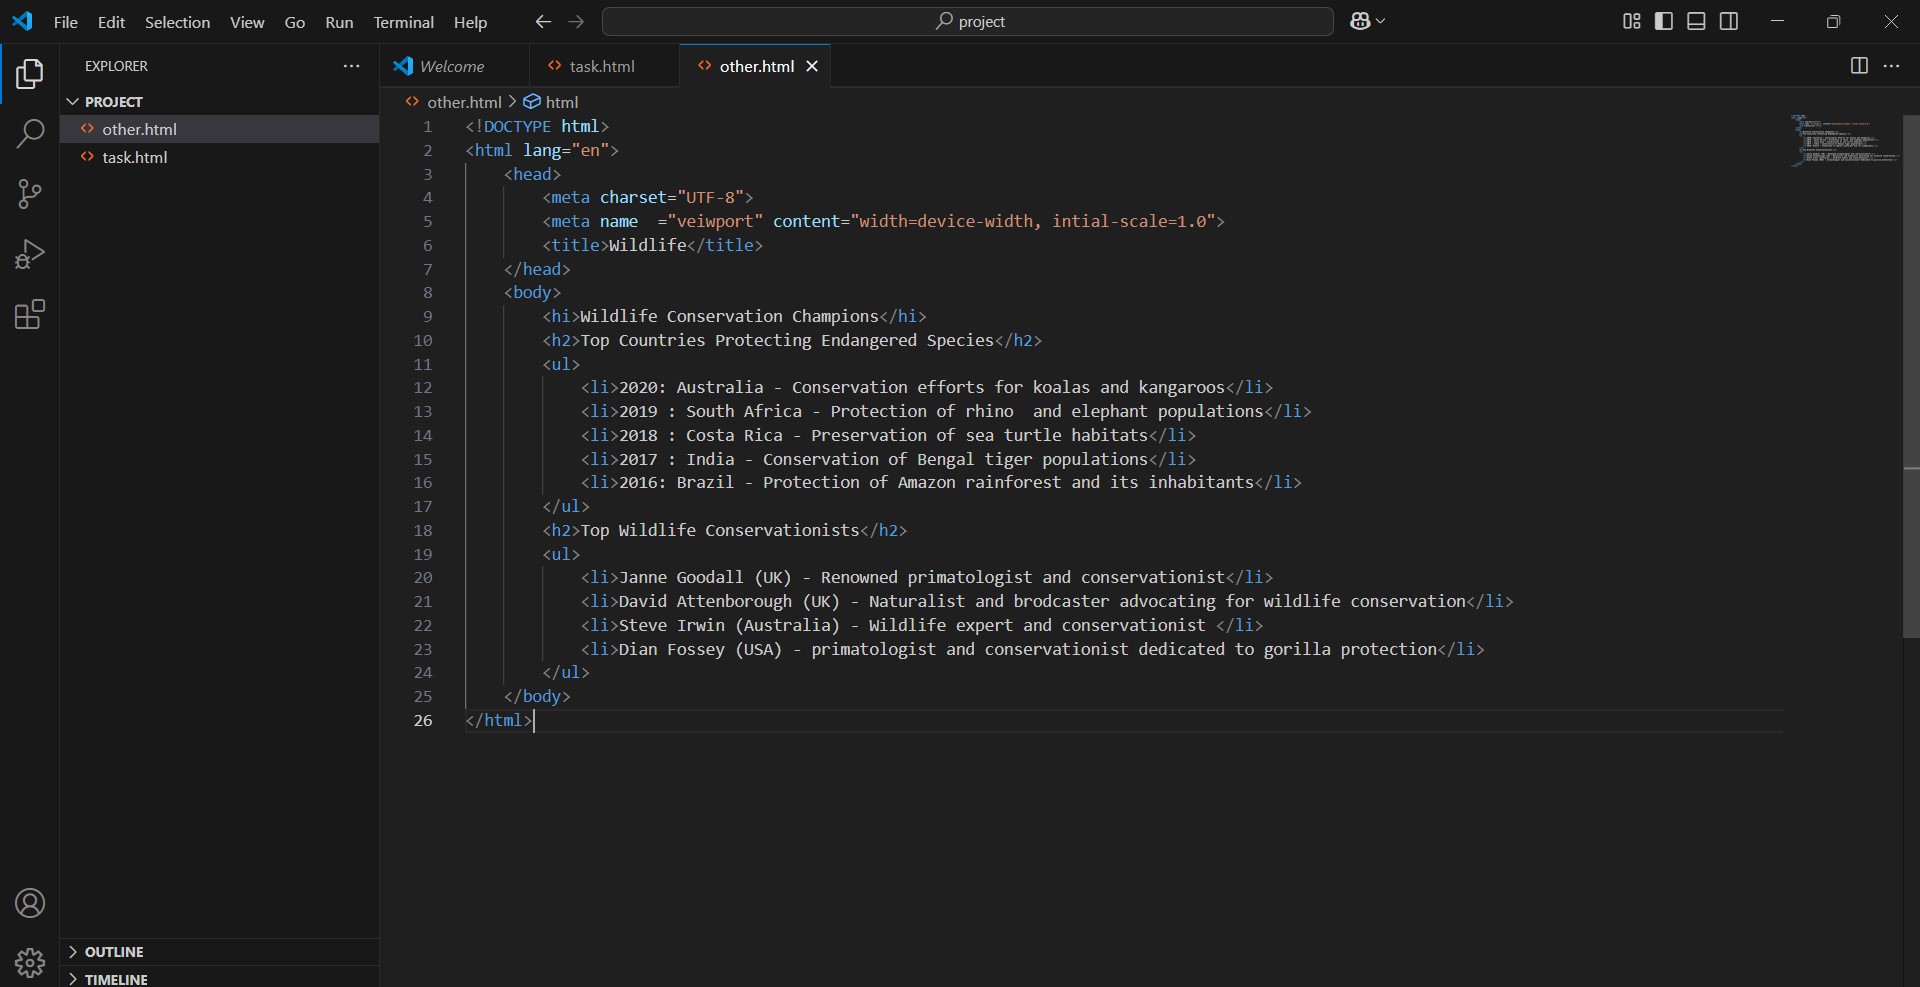 File Edit Selection View Go Run Terminal Help project
EXPLORER
PROJECT
other.html
task.html
OUTLINE
TIMELINE
Welcome task.html other.html
other.html > html
1 <!DOCTYPE html>
2 <html lang="en">
3 <head>
4 <meta charset="UTF-8">
5 <meta name  ="veiwport" content="width=device-width, intial-scale=1.0">
6 <title>Wildlife</title>
7 </head>
8 <body>
9 <hi>Wildlife Conservation Champions</hi>
10 <h2>Top Countries Protecting Endangered Species</h2>
11 <ul>
12 <li>2020: Australia - Conservation efforts for koalas and kangaroos</li>
13 <li>2019 : South Africa - Protection of rhino  and elephant populations</li>
14 <li>2018 : Costa Rica - Preservation of sea turtle habitats</li>
15 <li>2017 : India - Conservation of Bengal tiger populations</li>
16 <li>2016: Brazil - Protection of Amazon rainforest and its inhabitants</li>
17 </ul>
18 <h2>Top Wildlife Conservationists</h2>
19 <ul>
20 <li>Janne Goodall (UK) - Renowned primatologist and conservationist</li>
21 <li>David Attenborough (UK) - Naturalist and brodcaster advocating for wildlife conservation</li>
22 <li>Steve Irwin (Australia) - Wildlife expert and conservationist </li>
23 <li>Dian Fossey (USA) - primatologist and conservationist dedicated to gorilla protection</li>
24 </ul>
25 </body>
26 </html>